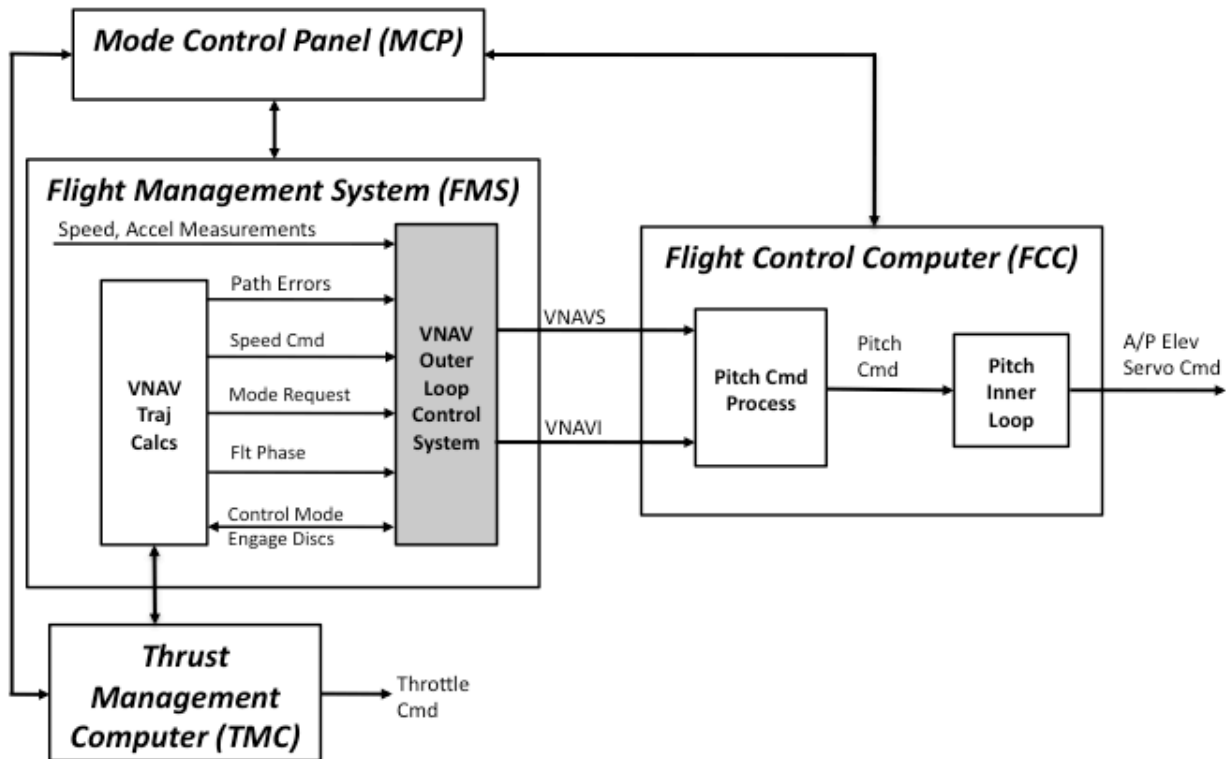 Mode Control Panel (MCP)
Flight Management System (FMS)
Speed, Accel Measurements
Path Errors
Speed Cmd
Mode Request
Flt Phase
Control Mode
Engage Discs
VNAV
Traj
Calcs
VNAV
Outer
Loop
Control
System
VNAVS
VNAVI
Flight Control Computer (FCC)
Pitch Cmd
Process
Pitch
Cmd
Pitch
Inner
Loop
A/P Elev
Servo Cmd
Thrust
Management
Computer (TMC)
Throttle
Cmd